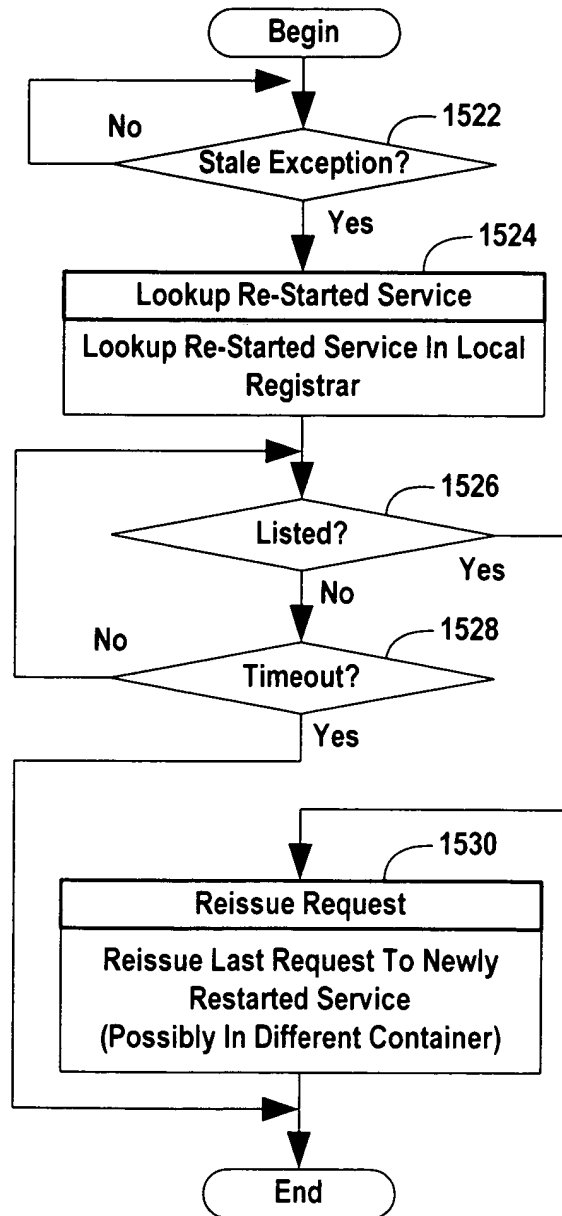 Begin
No
1522
Stale Exception?
Yes
1524
Lookup Re-Started Service
Lookup Re-Started Service In Local
Registrar
1526
Listed?
Yes
No
No
1528
Timeout?
Yes
1530
Reissue Request
Reissue Last Request To Newly
Restarted Service
(Possibly In Different Container)
End